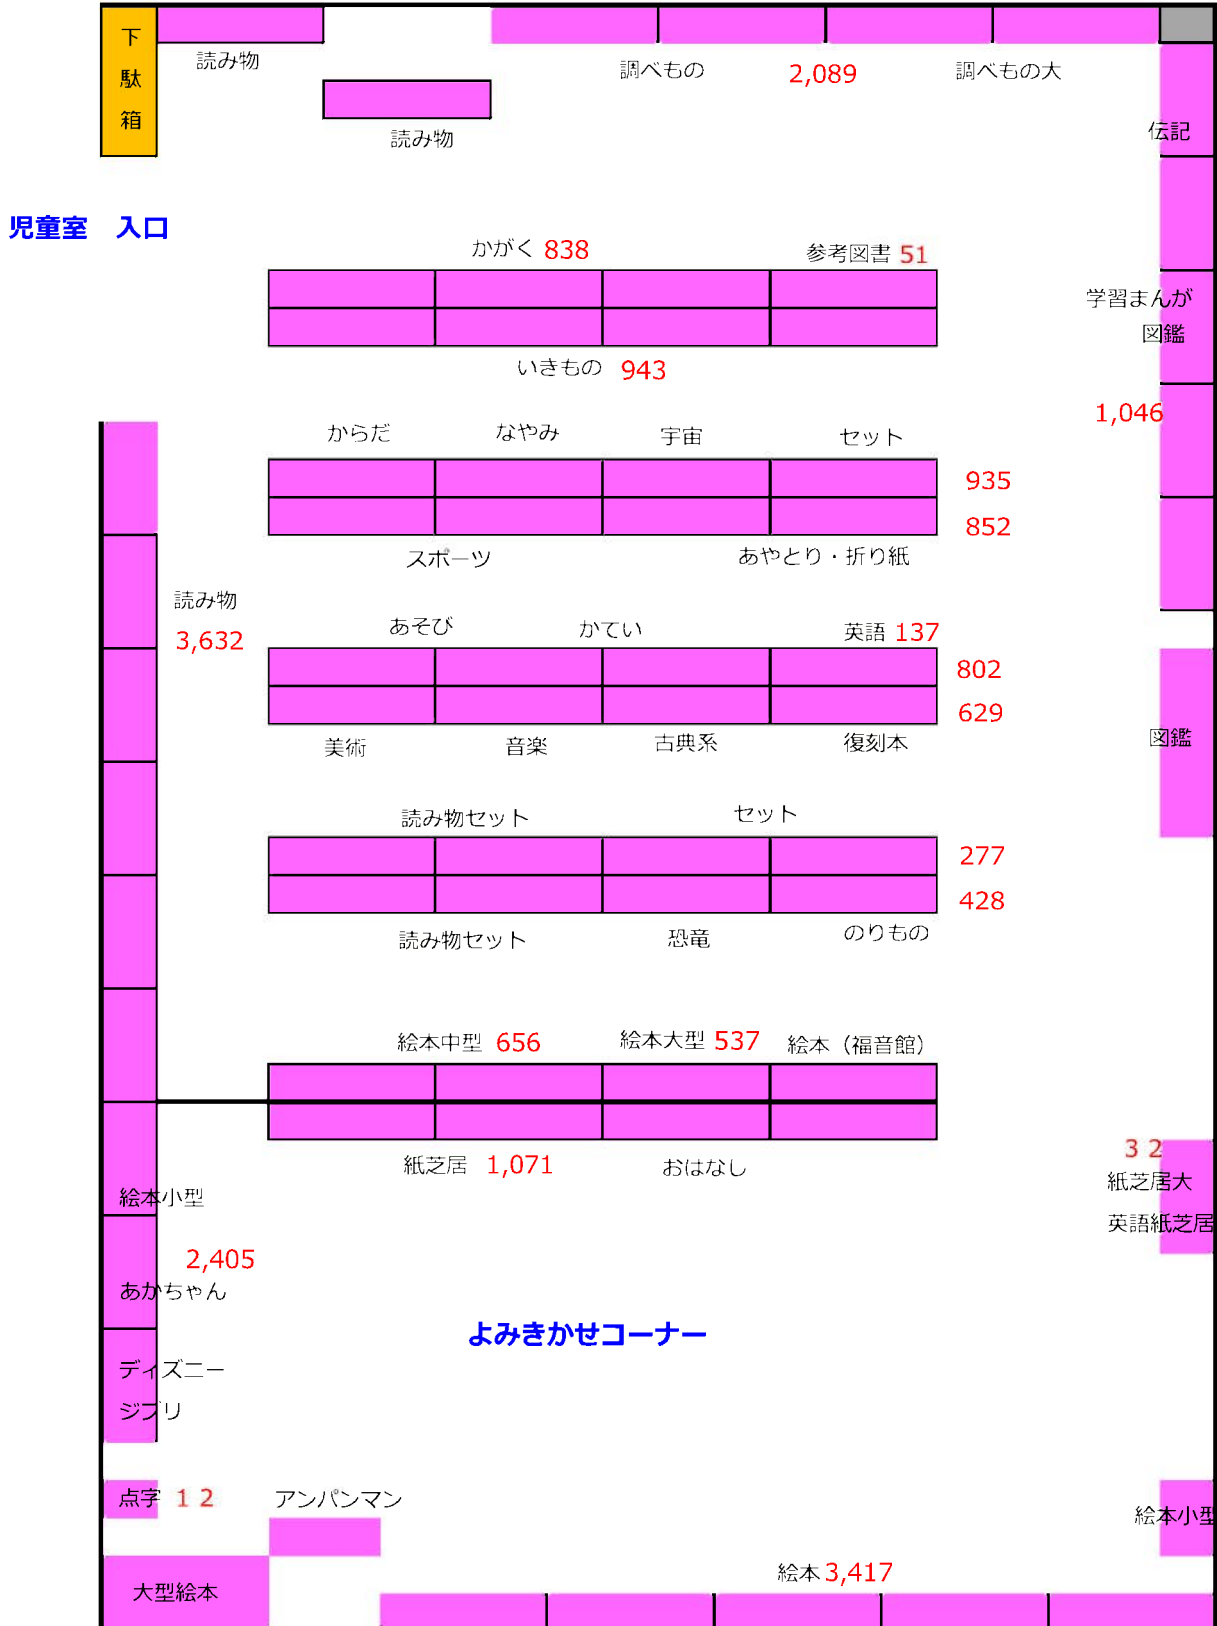 下
駄
箱
読み物
読み物
調べもの 2,089 調べもの大
伝記
児童室 入口
かがく 838 参考図書 51
いきもの 943
学習まんが
図鑑
1,046
からだ なやみ 宇宙 セット
935
852
スポーツ あやとり・折り紙
読み物
3,632
あそび かてい 英語 137
802
629
美術 音楽 古典系 復刻本
図鑑
読み物セット セット
277
428
読み物セット 恐竜 のりもの
絵本中型 656 絵本大型 537 絵本（福音館）
紙芝居 1,071 おはなし
32
紙芝居大
英語紙芝居
絵本小型
2,405
あかちゃん
よみきかせコーナー
ディズニー
ジブリ
点字 12 アンパンマン
絵本小型
大型絵本
絵本 3,417